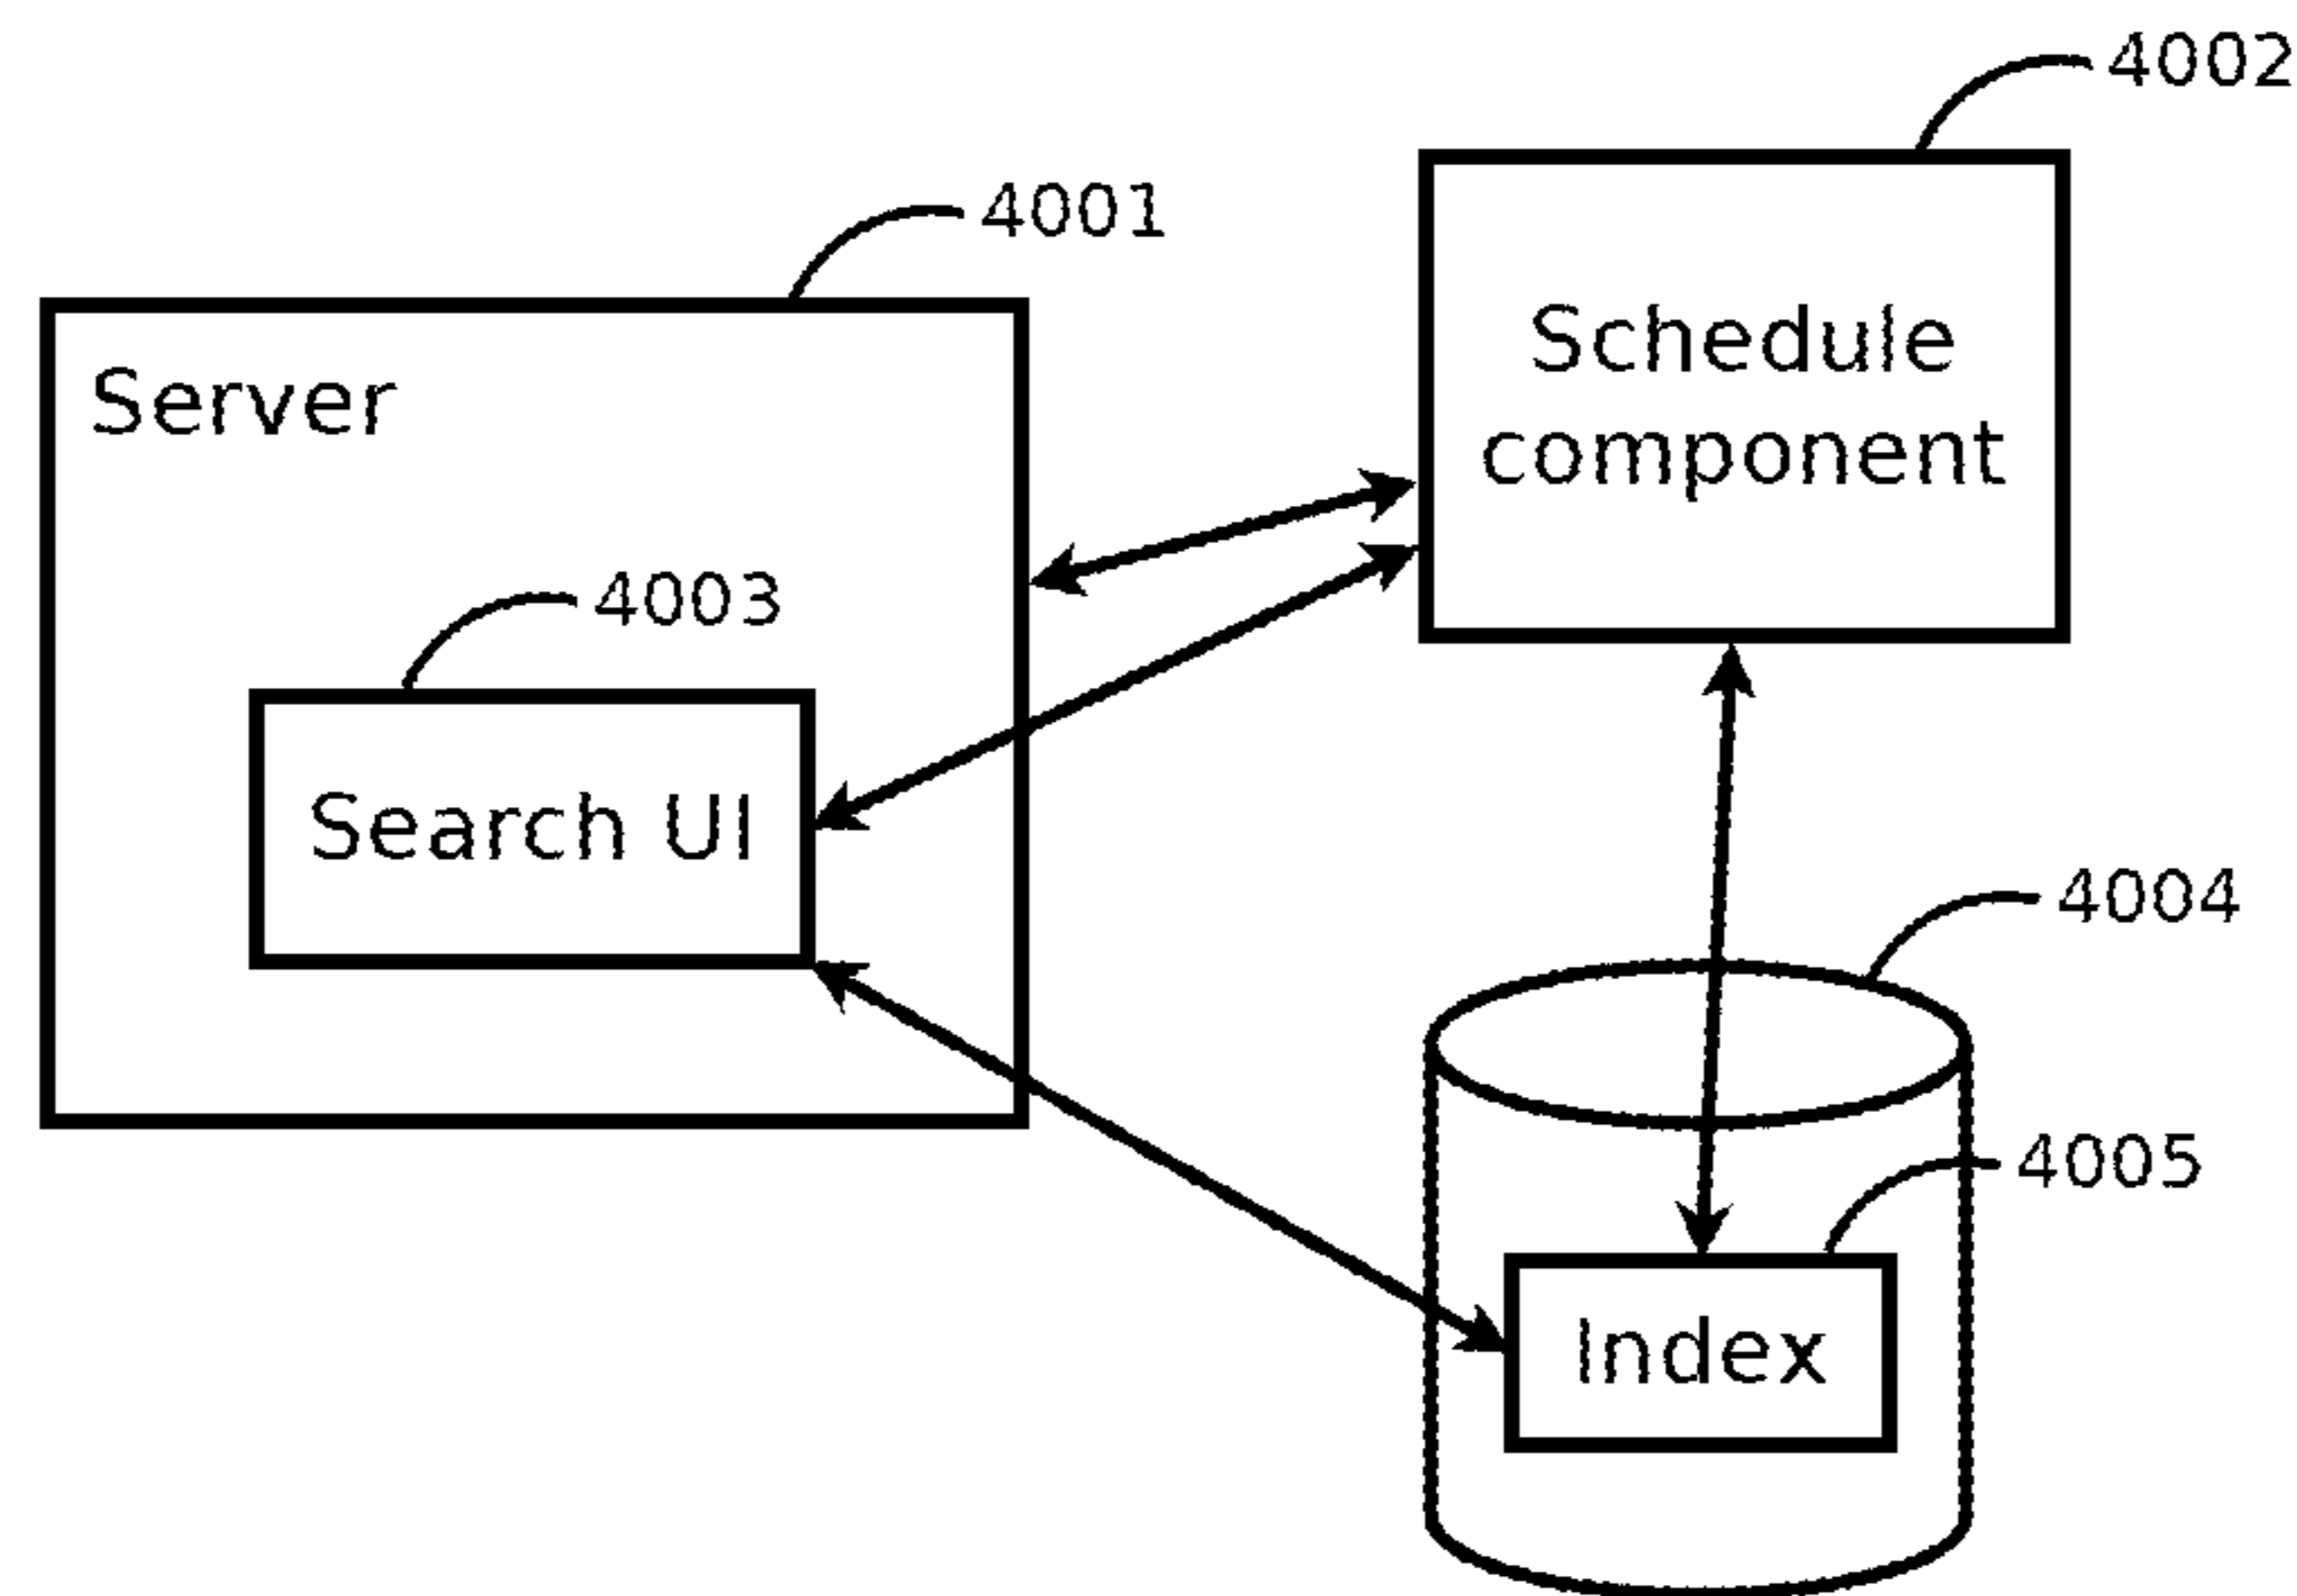 4002
4001
Schedule
component
Server
4003
Search UI
4004
4005
Index